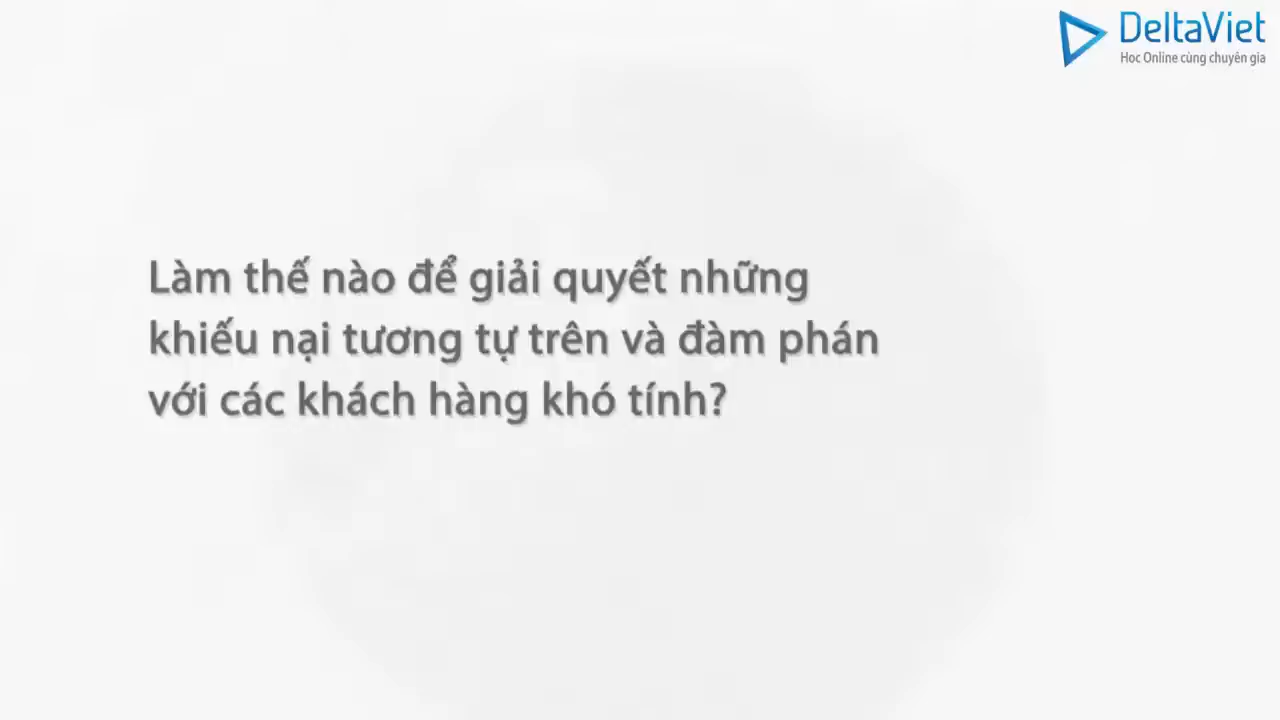 DeltaViet
Học Online cùng chuyên gia
Làm thế nào để giải quyết những
khiếu nại tương tự trên và đàm phán
với các khách hàng khó tính?